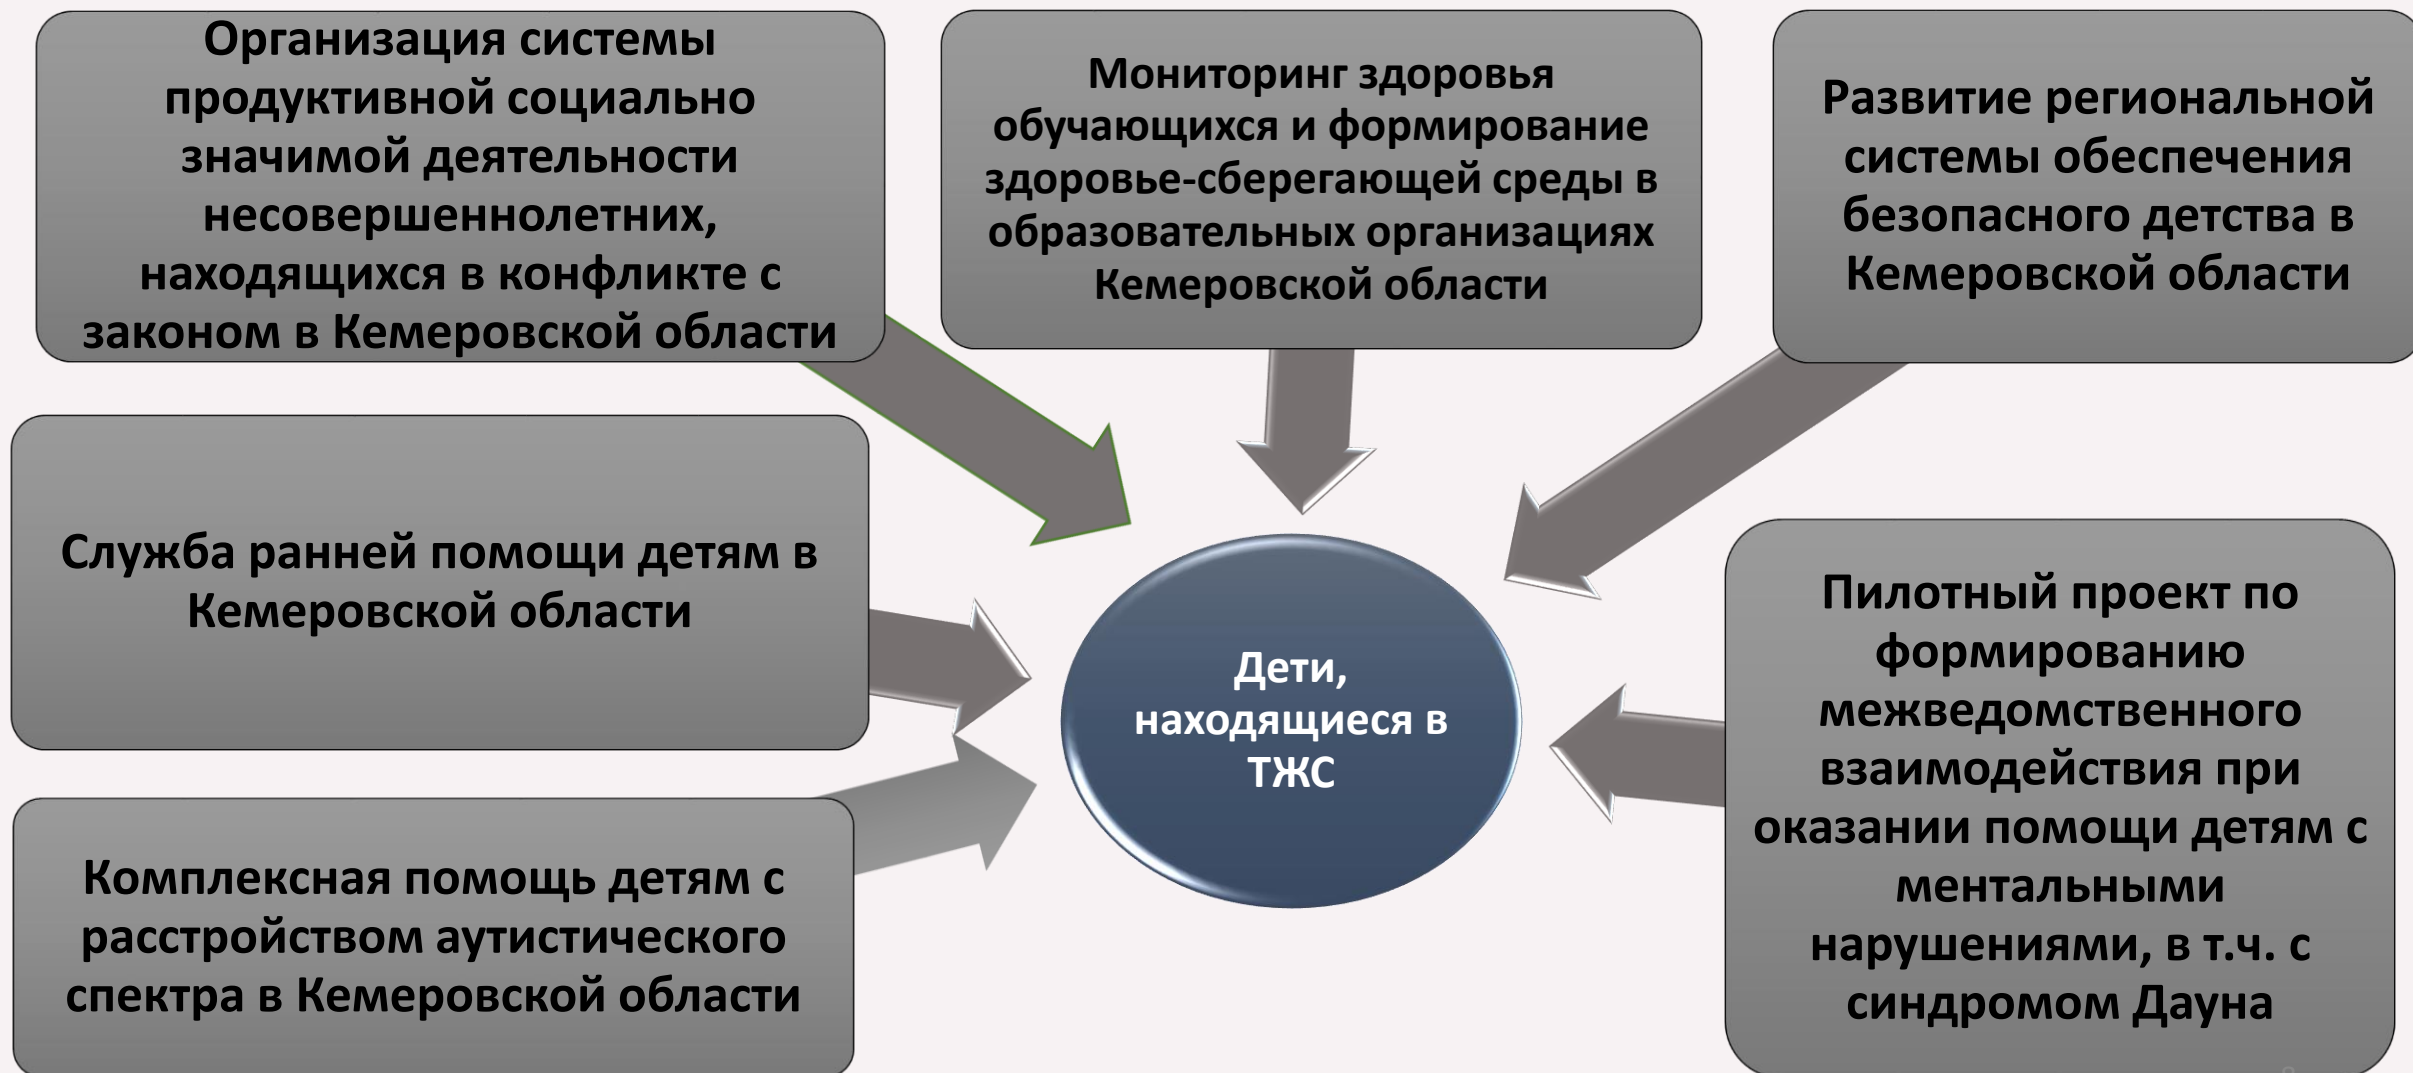 Организация системы
продуктивной социально
значимой деятельности
несовершеннолетних,
находящихся в конфликте с
законом в Кемеровской области
Мониторинг здоровья
обучающихся и формирование
здоровье-сберегающей среды в
образовательных организациях
Кемеровской области
Развитие региональной
системы обеспечения
безопасного детства в
Кемеровской области
Служба ранней помощи детям в
Кемеровской области
Дети,
находящиеся в
ТЖС
Пилотный проект по
формированию
межведомственного
взаимодействия при
оказании помощи детям с
ментальными
нарушениями, в т.ч. с
синдромом Дауна
Комплексная помощь детям с
расстройством аутистического
спектра в Кемеровской области